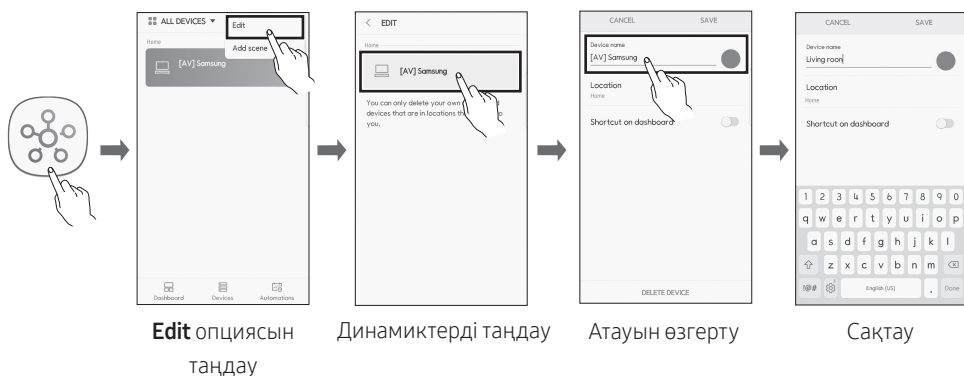 ALL DEVICES ▼
Edit
Home
Add scene
[AV] Samsung
Dashboard Devices Automations
Edit опциясын
таңдау
< EDIT
Home
[AV] Samsung
You can only delete your own
devices that are in locations
you.
Динамиктерді таңдау
CANCEL SAVE
Device name
[AV] Samsung
Location
Home
Shortcut on dashboard
DELETE DEVICE
Атауын өзгерту
CANCEL SAVE
Device name
Living roon
Location
Home
Shortcut on dashboard
1 2 3 4 5 6 7 8 9 0
q w e r t y u i o p
a s d f g h j k l
z x c v b n m
!@# English (US) . Done
Сақтау